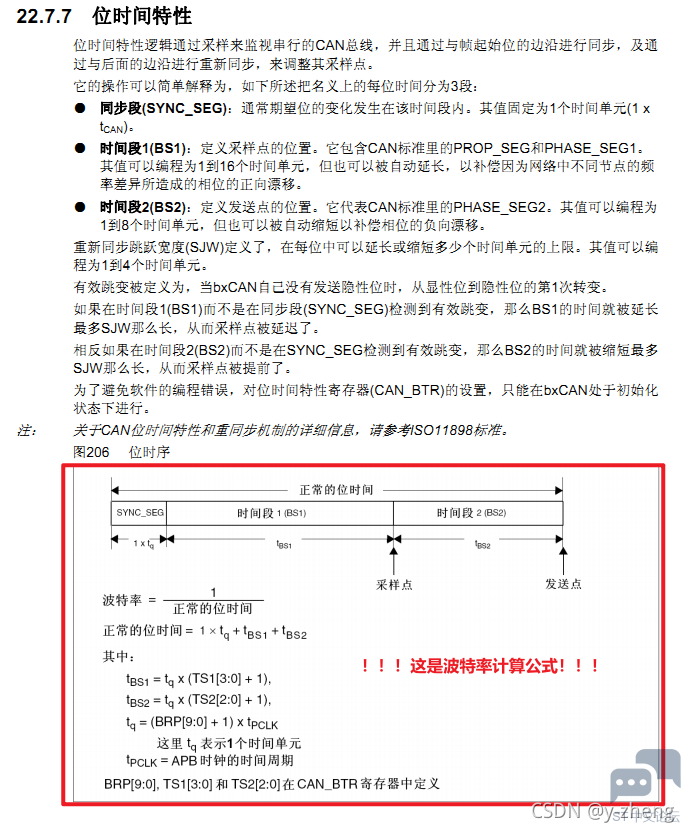 22.7.7 位时间特性
位时间特性逻辑通过采样来监视串行的CAN总线，并且通过与帧起始位的边沿进行同步，及通
过与后面的边沿进行重新同步，来调整其采样点。
它的操作可以简单解释为，如下所述把名义上的每位时间分为3段：
● 同步段(SYNC_SEG)：通常期望位的变化发生在该时间段内。其值固定为1个时间单元(1 x
tCAN)。
● 时间段1(BS1)：定义采样点的位置。它包含CAN标准里的PROP_SEG和PHASE_SEG1。
其值可以编程为1到16个时间单元，但也可以被自动延长，以补偿因为网络中不同节点的频
率差异所造成的相位的正向漂移。
● 时间段2(BS2)：定义发送点的位置。它代表CAN标准里的PHASE_SEG2。其值可以编程为
1到8个时间单元，但也可以被自动缩短以补偿相位的负向漂移。
重新同步跳跃宽度(SJW)定义了，在每位中可以延长或缩短多少个时间单元的上限。其值可以编
程为1到4个时间单元。
有效跳变被定义为，当bxCAN自己没有发送隐性位时，从显性位到隐性位的第1次转变。
如果在时间段1(BS1)而不是在同步段(SYNC_SEG)检测到有效跳变，那么BS1的时间就被延长
最多SJW那么长，从而采样点被延迟了。
相反如果在时间段2(BS2)而不是在SYNC_SEG检测到有效跳变，那么BS2的时间就被缩短最多
SJW那么长，从而采样点被提前了。
为了避免软件的编程错误，对位时间特性寄存器(CAN_BTR)的设置，只能在bxCAN处于初始化
状态下进行。
注： 关于CAN位时间特性和重同步机制的详细信息，请参考ISO11898标准。
图206 位时序
正常的位时间
SYNC_SEG 时间段 1 (BS1) 时间段 2 (BS2)
1 x tq tBS1 tBS2
采样点 发送点
波特率 = 1
正常的位时间
正常的位时间 = 1 × tq + tBS1 + tBS2
其中：
！！！这是波特率计算公式！！！
tBS1 = tq x (TS1[3:0] + 1),
tBS2 = tq x (TS2[2:0] + 1),
tq = (BRP[9:0] + 1) x tPCLK
这里 tq 表示1个时间单元
tPCLK = APB 时钟的时间周期
BRP[9:0], TS1[3:0] 和 TS2[2:0] 在 CAN_BTR 寄存器中定义
CSDN @y-zheng